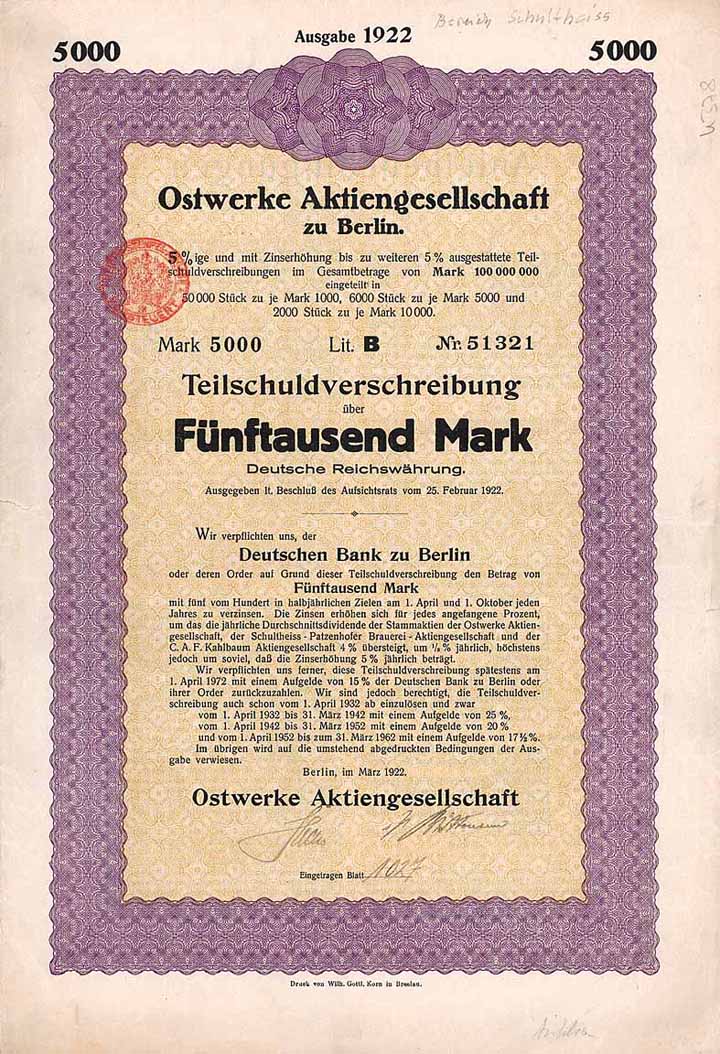 Bereich Schultheiss
Ausgabe 1922
5000 5000
Ostwerke Aktiengesellschaft
zu Berlin.
5%ige und mit Zinserhöhung bis zu weiteren 5% ausgestattete Teil-
schuldverschreibungen im Gesamtbetrage von Mark 100 000 000
eingeteilt in
50 000 Stück zu je Mark 1000, 6000 Stück zu je Mark 5000 und
2000 Stück zu je Mark 10 000.
Mark 5000 Lit. B Nr. 51321
Teilschuldverschreibung
über
Fünftausend Mark
Deutsche Reichswährung.
Ausgegeben lt. Beschluß des Aufsichtsrats vom 25. Februar 1922.
Wir verpflichten uns, der
Deutschen Bank zu Berlin
oder deren Order auf Grund dieser Teilschuldverschreibung den Betrag von
Fünftausend Mark
mit fünf vom Hundert in halbjährlichen Zielen am 1. April und 1. Oktober jeden
Jahres zu verzinsen. Die Zinsen erhöhen sich für jedes angefangene Prozent,
um das die jährliche Durchschnittsdividende der Stammaktien der Ostwerke Aktien-
gesellschaft, der Schultheiss-Patzenhofer Brauerei-Aktiengesellschaft und der
C. A. F. Kahlbaum Aktiengesellschaft 4% übersteigt, um % jährlich, höchstens
jedoch um soviel, daß die Zinserhöhung 5% jährlich beträgt.
Wir verpflichten uns ferner, diese Teilschuldverschreibung spätestens am
1. April 1972 mit einem Aufgelde von 15% der Deutschen Bank zu Berlin oder
ihrer Order zurückzuzahlen. Wir sind jedoch berechtigt, die Teilschuldver-
schreibung auch schon vom 1. April 1932 ab einzulösen und zwar
vom 1. April 1932 bis 31. März 1942 mit einem Aufgelde von 25%,
vom 1. April 1942 bis 31. März 1952 mit einem Aufgelde von 20%
und vom 1. April 1952 bis zum 31. März 1962 mit einem Aufgelde von 17½%.
Im übrigen wird auf die umstehend abgedruckten Bedingungen der Aus-
gabe verwiesen.
Berlin, im März 1922.
Ostwerke Aktiengesellschaft
Eingetragen Blatt 1027
Druck von Wilh. Gottl. Korn in Breslau.